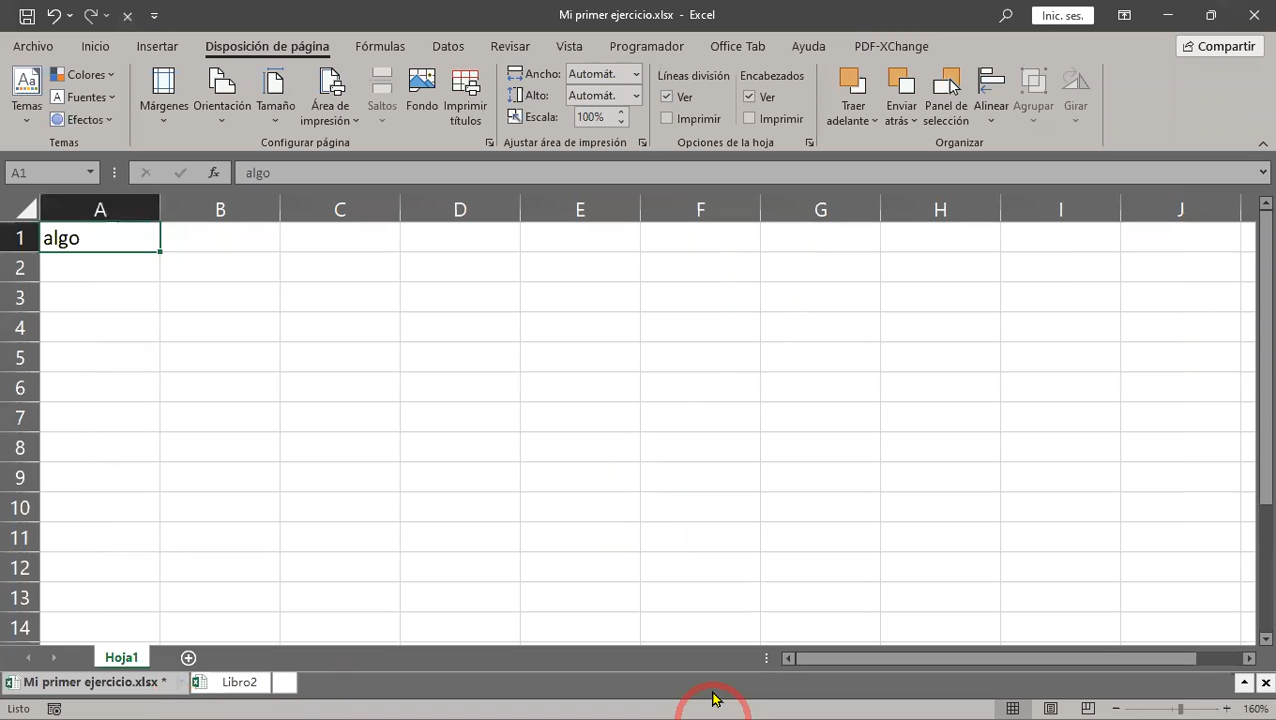 Mi primer ejercicio.xlsx - Excel
Inic. ses.
Archivo Inicio Insertar Disposición de página Fórmulas Datos Revisar Vista Programador Office Tab Ayuda PDF-XChange Compartir
Temas
Colores
Fuentes
Efectos
Márgenes Orientación Tamaño Área de impresión Saltos Fondo Imprimir títulos
Ancho: Automát.
Alto: Automát.
Escala: 100%
Líneas división Encabezados
Ver Ver
Imprimir Imprimir
Traer adelante Enviar atrás Panel de selección Alinear Agrupar Girar
Temas Configurar página Ajustar área de impresión Opciones de la hoja Organizar
A1 fx algo
A B C D E F G H I J
1 algo
2
3
4
5
6
7
8
9
10
11
12
13
14
Hoja1
Mi primer ejercicio.xlsx * Libro2
Listo 160%